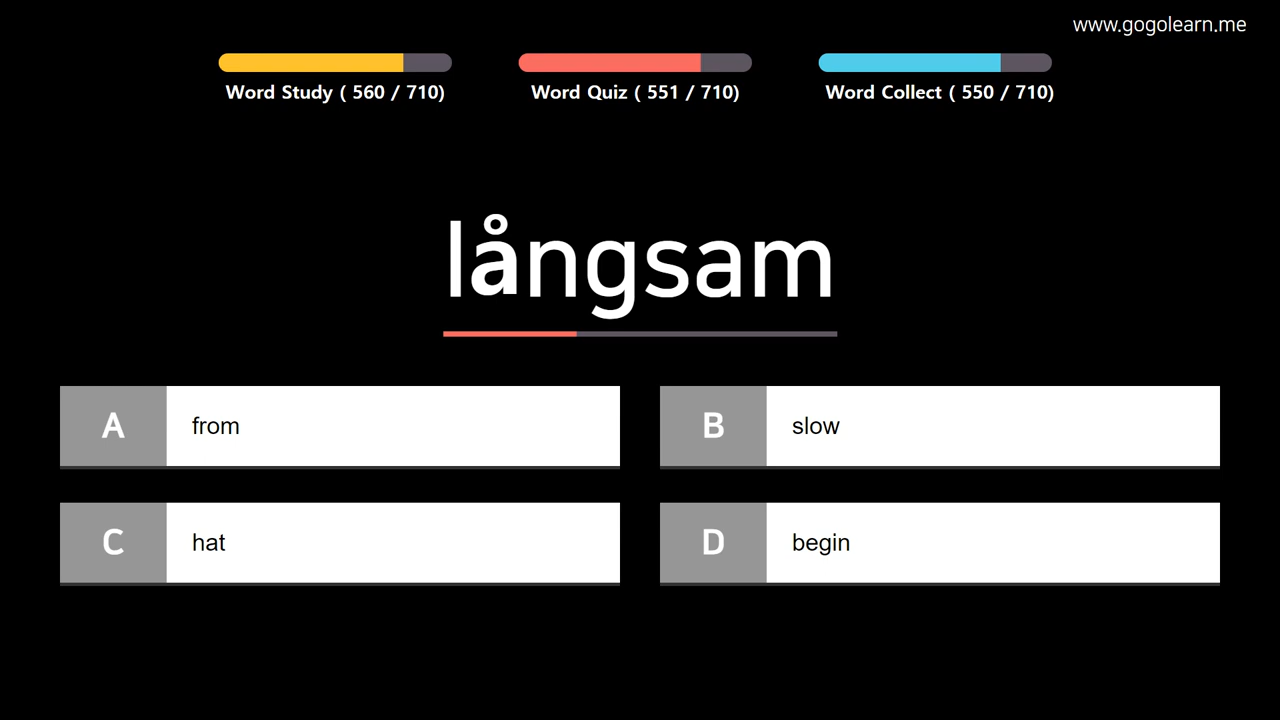 www.gogolearn.me
Word Study ( 560 / 710)
Word Quiz ( 551 / 710)
Word Collect ( 550 / 710)
långsam
A from
B slow
C hat
D begin